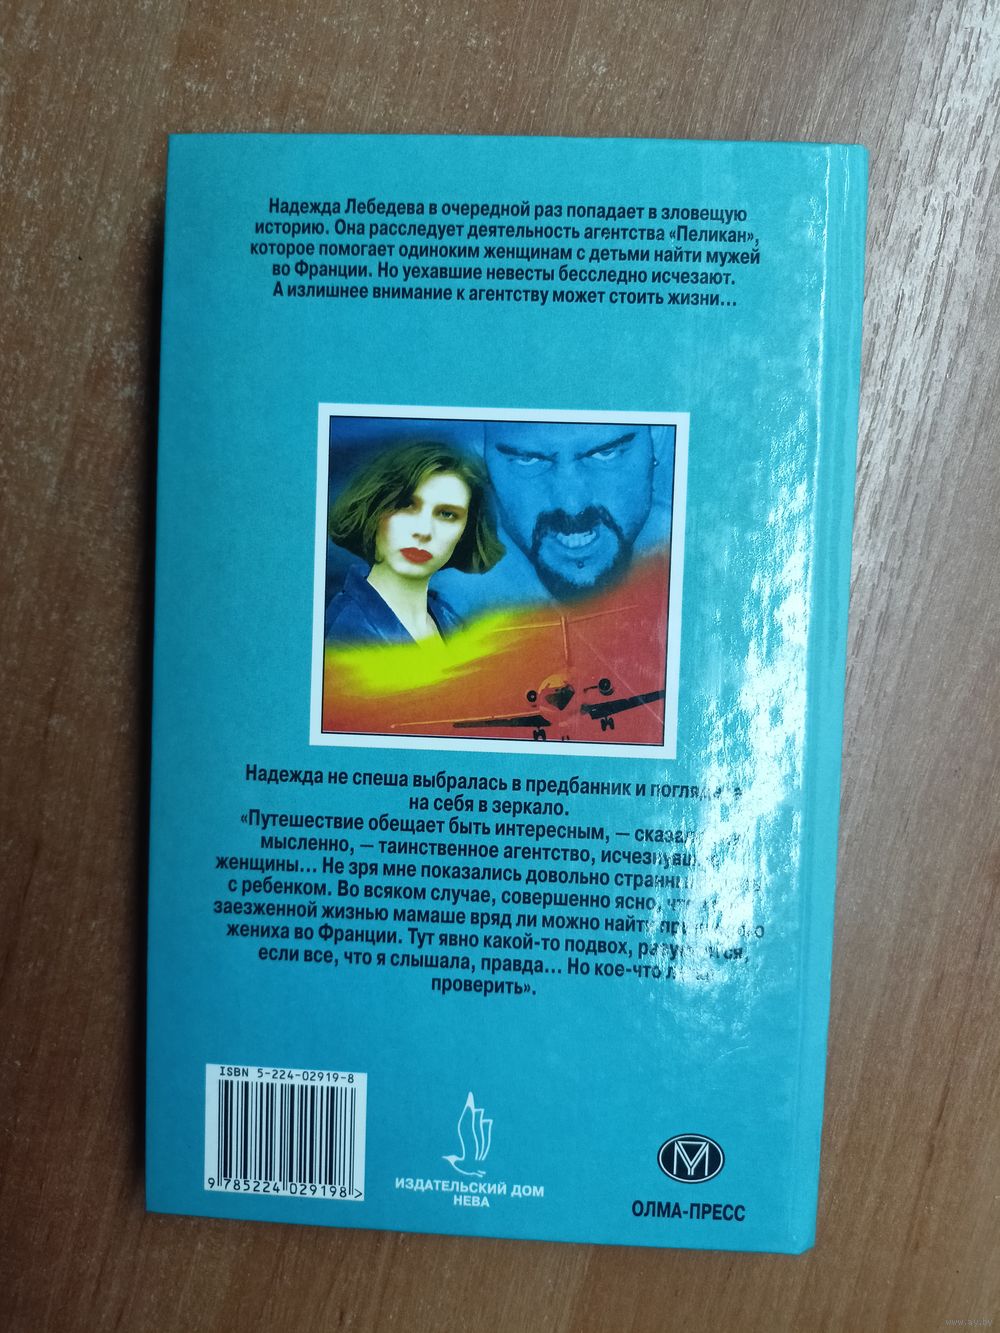 Надежда Лебедева в очередной раз попадает в зловещую
историю. Она расследует деятельность агентства «Пеликан»,
которое помогает одиноким женщинам с детьми найти мужей
во Франции. Но уехавшие невесты бесследно исчезают.
А излишнее внимание к агентству может стоить жизни...
Надежда не спеша выбралась в предбанник и
на себя в зеркало.
«Путешествие обещает быть интересным, —
мысленно, — таинственное агентство,
женщины... Не зря мне показались довольно
с ребенком. Во всяком случае, совершенно ясно,
заезженной жизнью мамаше вряд ли можно найти
жениха во Франции. Тут явно какой-то подвох,
если все, что я слышала, правда... Но кое-что
проверить».
ISBN 5-224-02919-8
9 785224 029198 >
ИЗДАТЕЛЬСКИЙ ДОМ
НЕВА
ОЛМА-ПРЕСС
www.ay.by